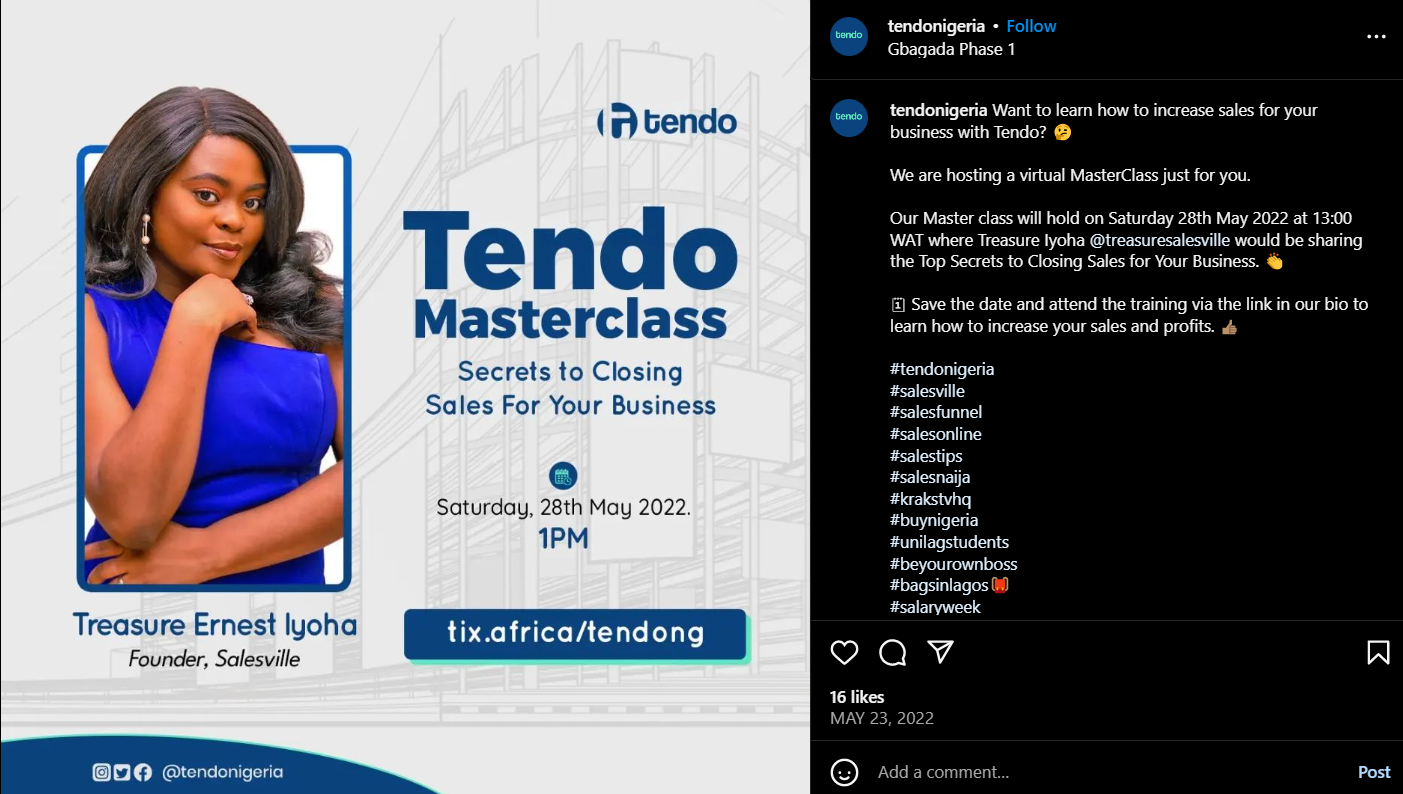 tendo
Tendo
Masterclass
Secrets to Closing
Sales For Your Business
Saturday, 28th May 2022.
1PM
tix.africa/tendong
Treasure Ernest Iyoha
Founder, Salesville
@tendonigeria
tendo
tendonigeria • Follow
Gbagada Phase 1
tendo
tendonigeria Want to learn how to increase sales for your
business with Tendo? 🤔
We are hosting a virtual MasterClass just for you.
Our Master class will hold on Saturday 28th May 2022 at 13:00
WAT where Treasure Iyoha @treasuresalesville would be sharing
the Top Secrets to Closing Sales for Your Business. 👏
🗓 Save the date and attend the training via the link in our bio to
learn how to increase your sales and profits. 👍🏽
#tendonigeria
#salesville
#salesfunnel
#salesonline
#salestips
#salesnaija
#krakstvhq
#buynigeria
#unilagstudents
#beyourownboss
#bagsinlagos
#salaryweek
16 likes
MAY 23, 2022
Add a comment...
Post